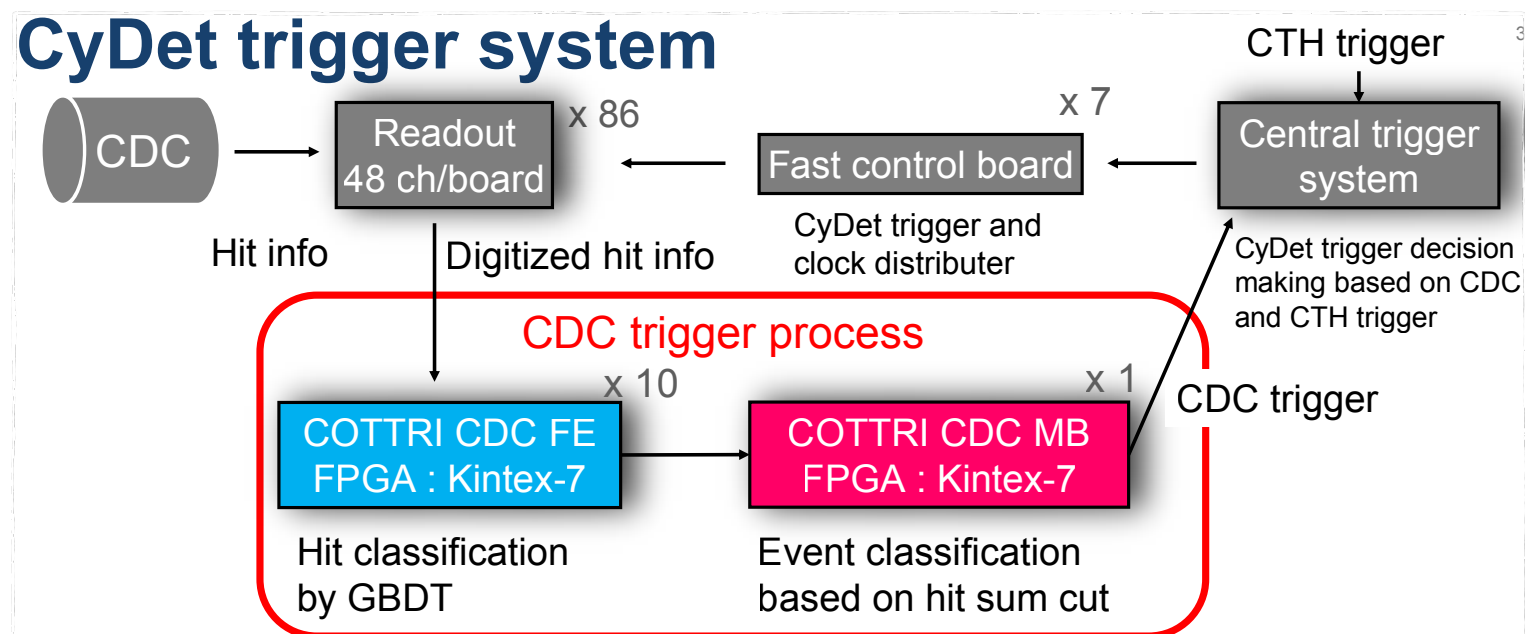 CyDet trigger system
3
CTH trigger
CDC
Readout
48 ch/board
x 86
Fast control board
x 7
Central trigger
system
CyDet trigger and
clock distributer
CyDet trigger decision
making based on CDC
and CTH trigger
Hit info
Digitized hit info
CDC trigger process
x 10
x 1
CDC trigger
COTTRI CDC FE
FPGA : Kintex-7
COTTRI CDC MB
FPGA : Kintex-7
Hit classification
by GBDT
Event classification
based on hit sum cut